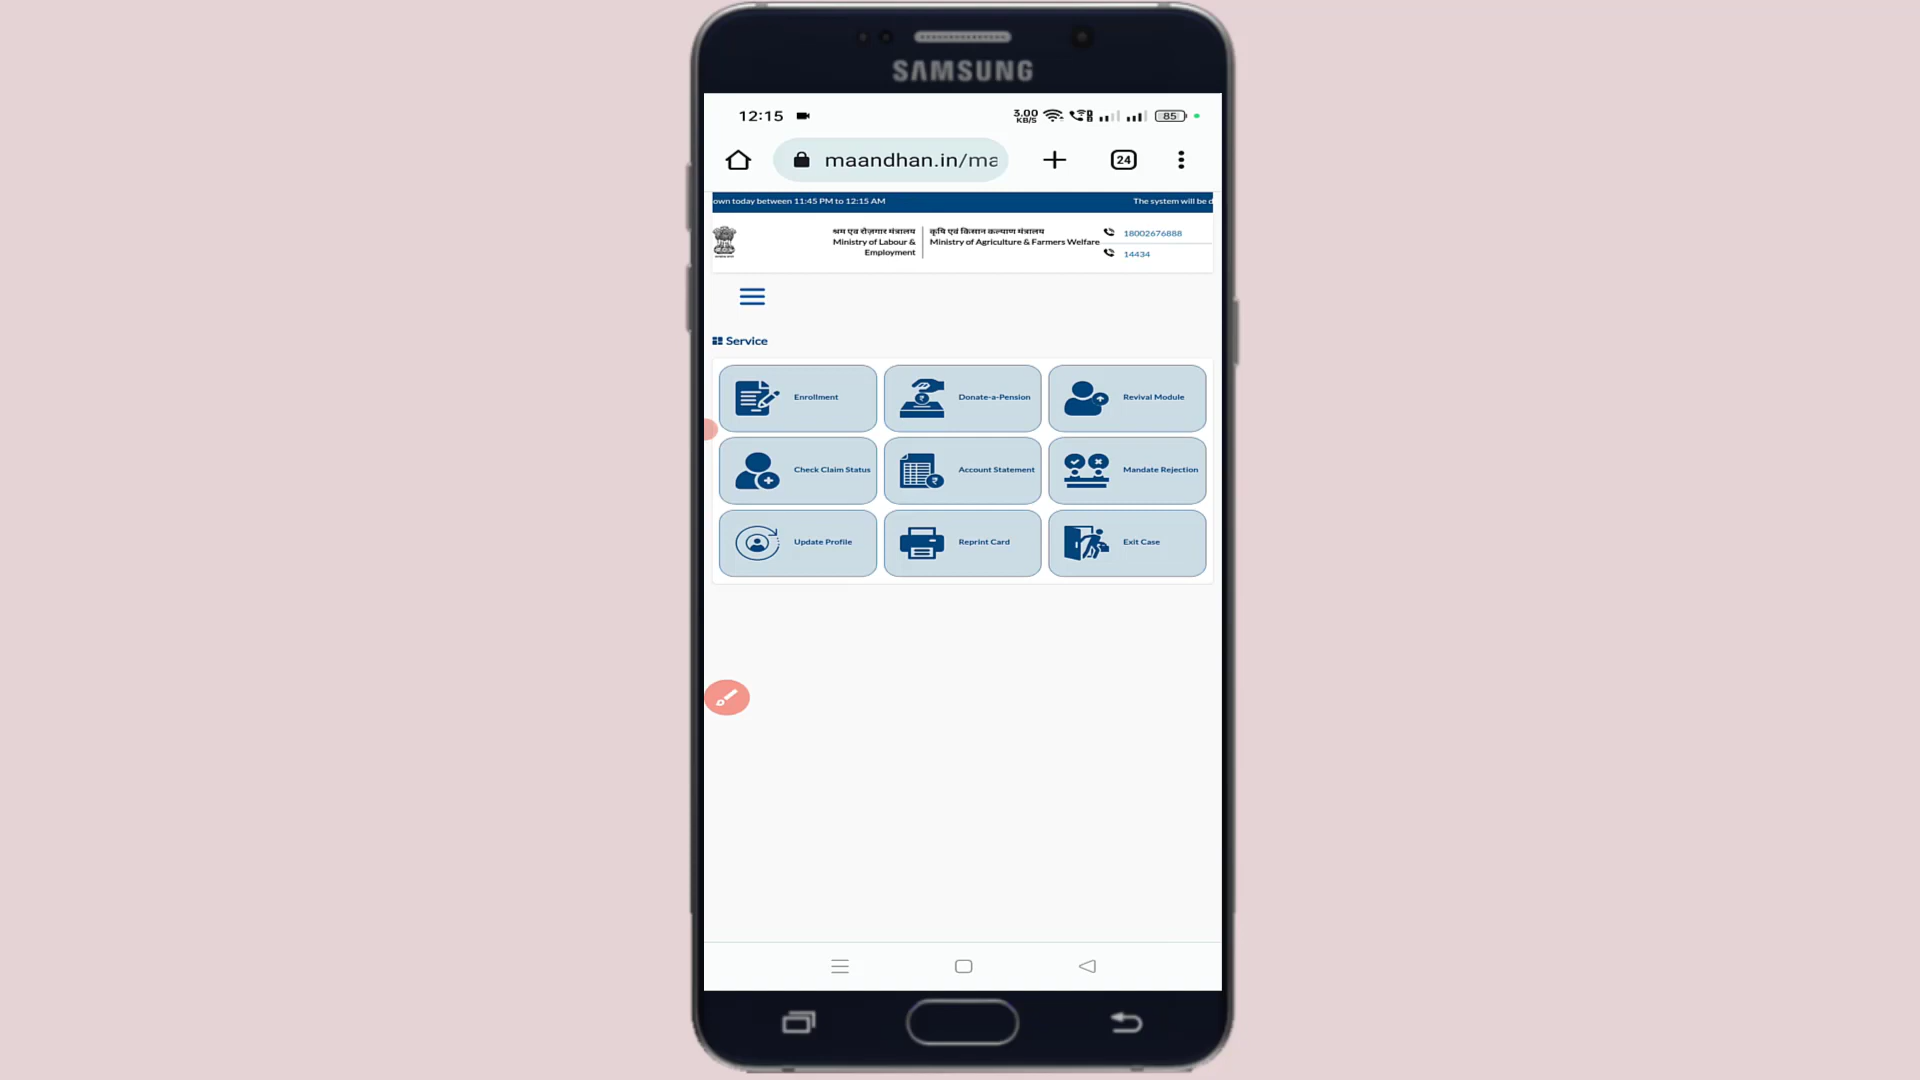 SAMSUNG
12:15
3.00
KB/S
85
maandhan.in/ma
24
own today between 11:45 PM to 12:15 AM
The system will be d
श्रम एवं रोज़गार मंत्रालय
Ministry of Labour &
Employment
कृषि एवं किसान कल्याण मंत्रालय
Ministry of Agriculture & Farmers Welfare
18002676888
14434
Service
Enrollment
Donate-a-Pension
Revival Module
Check Claim Status
Account Statement
Mandate Rejection
Update Profile
Reprint Card
Exit Case